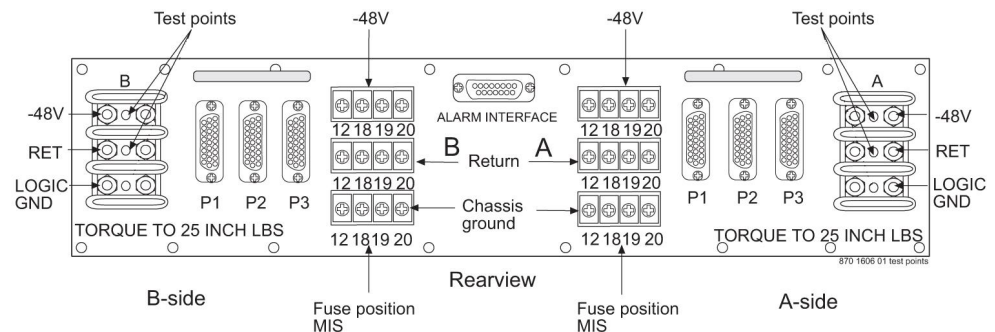 Test points
-48V
-48V
Test points
B
A
-48V
RET
LOGIC
GND
ALARM INTERFACE
-48V
RET
LOGIC
GND
12 18 19 20
12 18 19 20
B
Return
A
12 18 19 20
12 18 19 20
P1 P2 P3
P1 P2 P3
Chassis
ground
TORQUE TO 25 INCH LBS
12 18 19 20
12 18 19 20
TORQUE TO 25 INCH LBS
870 1606 01 test points
Rearview
B-side
A-side
Fuse position
MIS
Fuse position
MIS